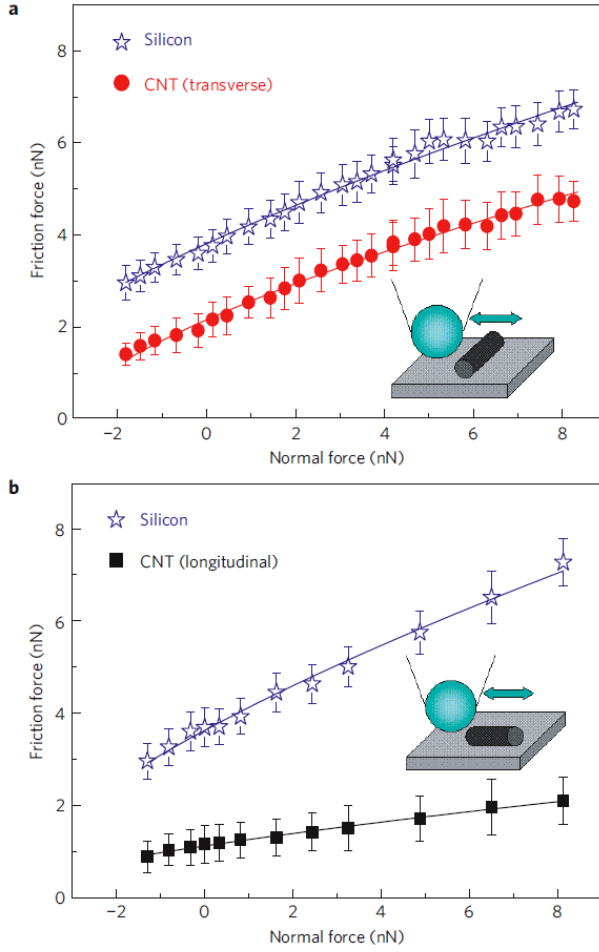 a
8
6
4
2
0
Silicon
CNT (transverse)
Friction force (nN)
−2 0 2 4 6 8
Normal force (nN)
b
8
6
4
2
0
Silicon
CNT (longitudinal)
Friction force (nN)
−2 0 2 4 6 8
Normal force (nN)